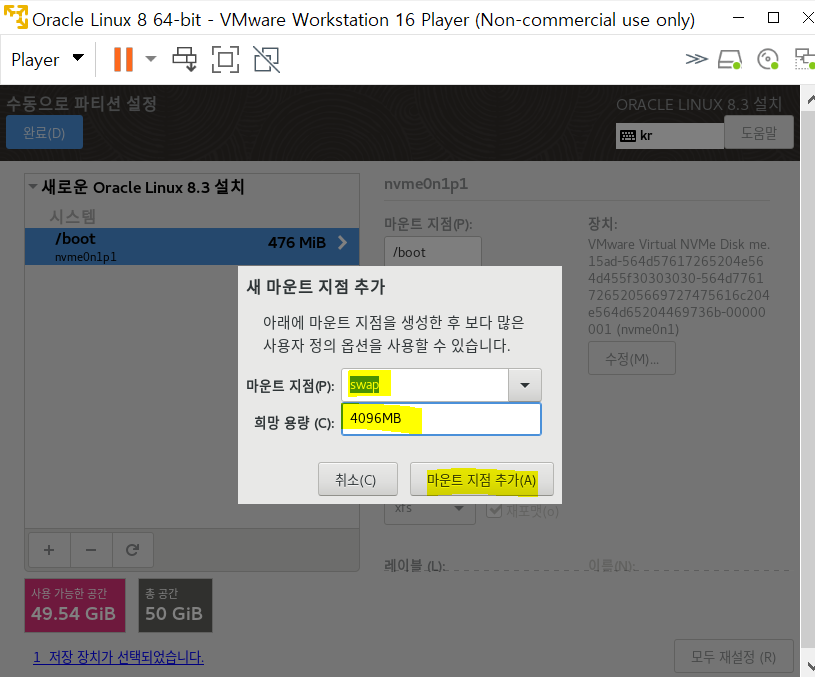 Oracle Linux 8 64-bit - VMware Workstation 16 Player (Non-commercial use only)
Player
수동으로 파티션 설정
ORACLE LINUX 8.3 설치
완료(D)
kr
도움말
새로운 Oracle Linux 8.3 설치
시스템
/boot
476 MiB
nvme0n1p1
nvme0n1p1
마운트 지점(P):
/boot
장치:
VMware Virtual NVMe Disk me.
15ad-564d57617265204e56
4d455f30303030-564d7761
7265205669727475616c204
e564d65204469736b-00000
001 (nvme0n1)
수정(M)...
새 마운트 지점 추가
아래에 마운트 지점을 생성한 후 보다 많은
사용자 정의 옵션을 사용할 수 있습니다.
마운트 지점(P):
swap
희망 용량 (C):
4096MB
취소(C)
마운트 지점 추가(A)
xfs
재포맷(o)
레이블 (L):
이름(N):
사용 가능한 공간
49.54 GiB
총 공간
50 GiB
1 저장 장치가 선택되었습니다.
모두 재설정 (R)